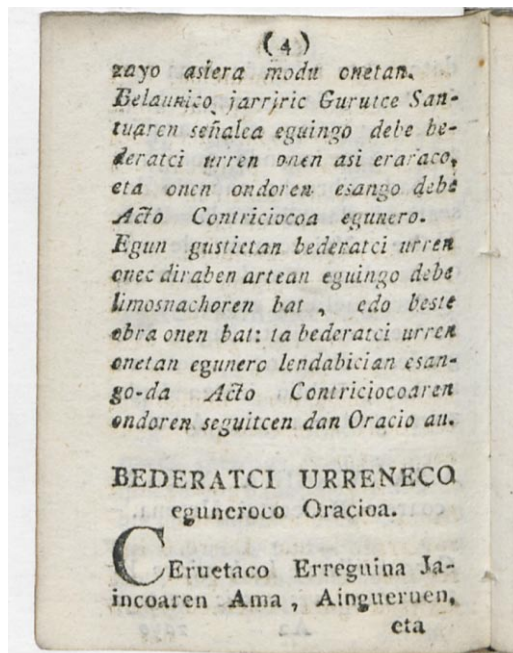 (4)
zayo asiera modu onetan.
Belaunico jarriric Gurutce San-
tuaren señalea eguingo debe be-
deratci urren onen asi eraraco,
eta onen ondoren esango debe
Acto Contriciocoa egunero.
Egun gustietan bederatci urren
onec diraben artean eguingo debe
limosnachoren bat, edo beste
obra onen bat: ta bederatci urren
onetan egunero lendabician esan-
go-da Acto Contriciocoaren
ondoren seguitcen dan Oracio au.
BEDERATCI URRENECO
eguneroco Oracioa.
CEruetaco Erreguina Ja-
incoaren Ama, Aingueruen,
eta